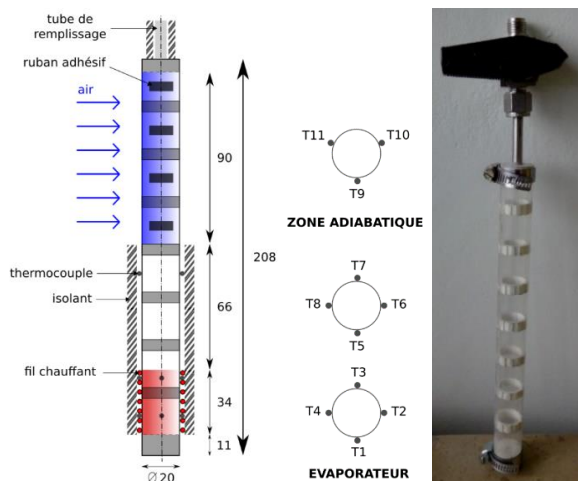 tube de
remplissage
ruban adhésif
air
90
208
thermocouple
isolant
66
fil chauffant
34
11
Ø20
T11
T10
T9
ZONE ADIABATIQUE
T7
T8
T6
T5
T3
T4
T2
T1
EVAPORATEUR